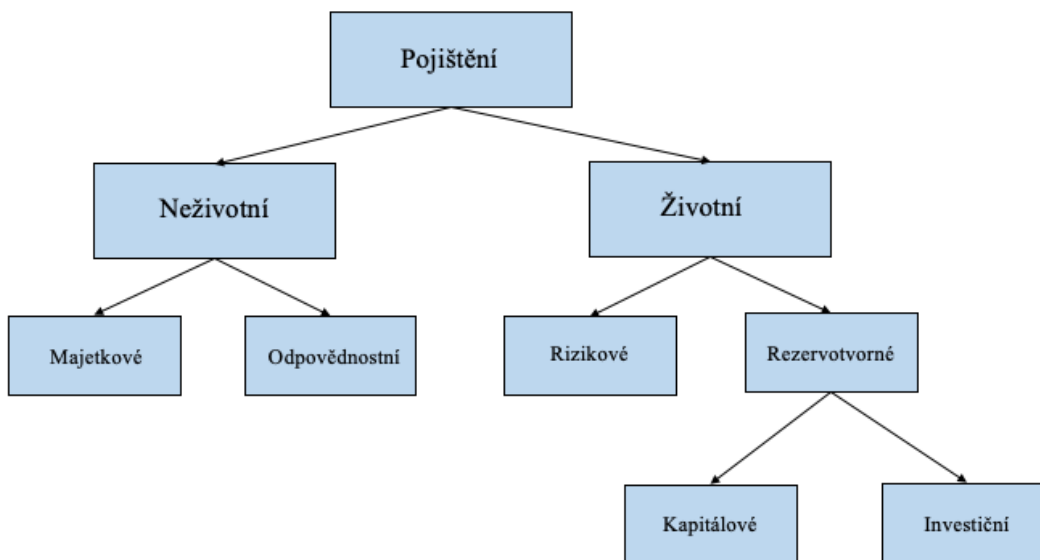 Pojištění
Neživotní
Životní
Majetkové
Odpovědnostní
Rizikové
Rezervotvorné
Kapitálové
Investiční